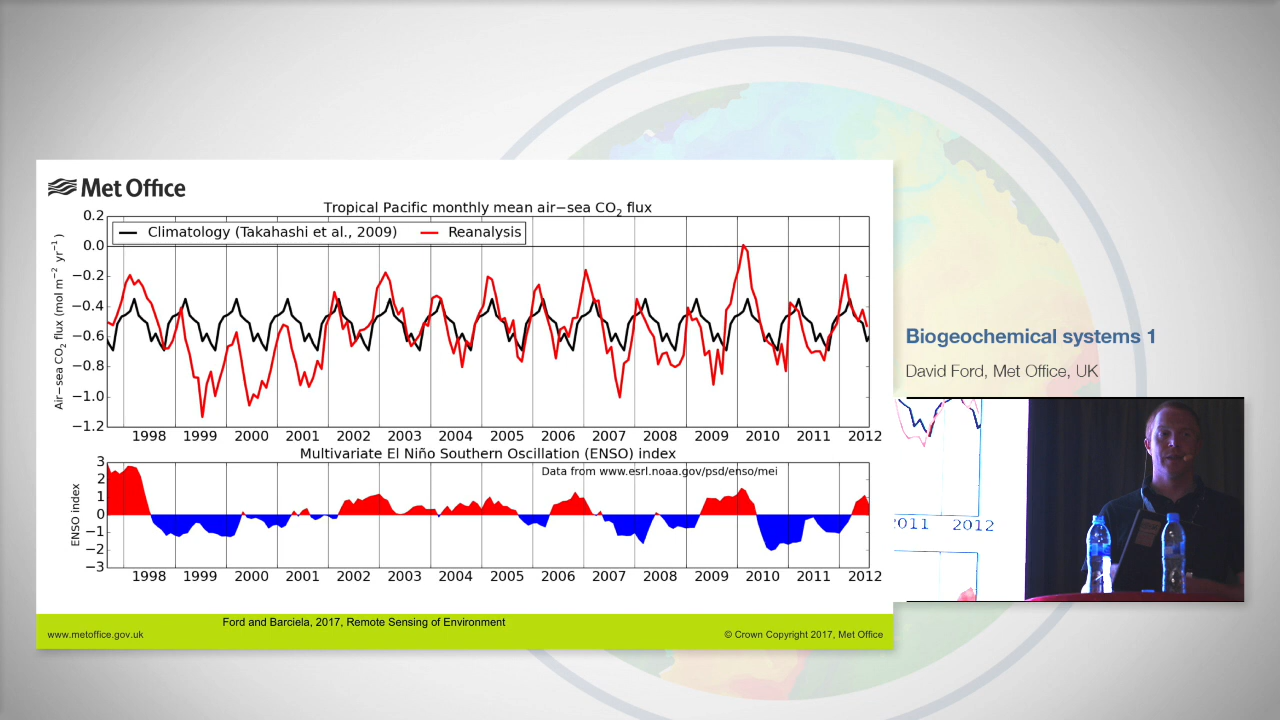 Met Office
Tropical Pacific monthly mean air−sea CO2 flux
Climatology (Takahashi et al., 2009)
Reanalysis
Air−sea CO2 flux (mol m−2 yr−1)
0.2
0.0
−0.2
−0.4
−0.6
−0.8
−1.0
−1.2
1998 1999 2000 2001 2002 2003 2004 2005 2006 2007 2008 2009 2010 2011 2012
Multivariate El Niño Southern Oscillation (ENSO) index
Data from www.esrl.noaa.gov/psd/enso/mei
ENSO index
3
2
1
0
−1
−2
−3
1998 1999 2000 2001 2002 2003 2004 2005 2006 2007 2008 2009 2010 2011 2012
Ford and Barciela, 2017, Remote Sensing of Environment
www.metoffice.gov.uk
© Crown Copyright 2017, Met Office
Biogeochemical systems 1
David Ford, Met Office, UK
2011 2012